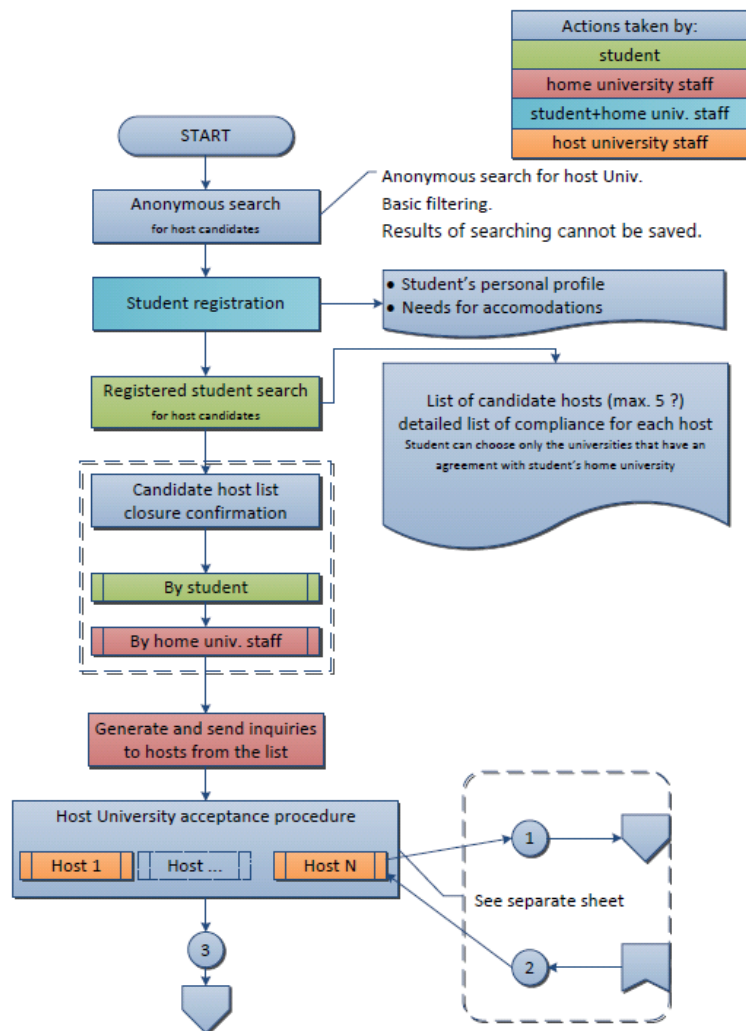 Actions taken by:
student
home university staff
student+home univ. staff
host university staff
START
Anonymous search
for host candidates
Anonymous search for host Univ.
Basic filtering.
Results of searching cannot be saved.
Student registration
• Student's personal profile
• Needs for accomodations
Registered student search
for host candidates
List of candidate hosts (max. 5 ?)
detailed list of compliance for each host
Student can choose only the universities that have an
agreement with student's home university
Candidate host list
closure confirmation
By student
By home univ. staff
Generate and send inquiries
to hosts from the list
Host University acceptance procedure
Host 1
Host ...
Host N
1
See separate sheet
2
3